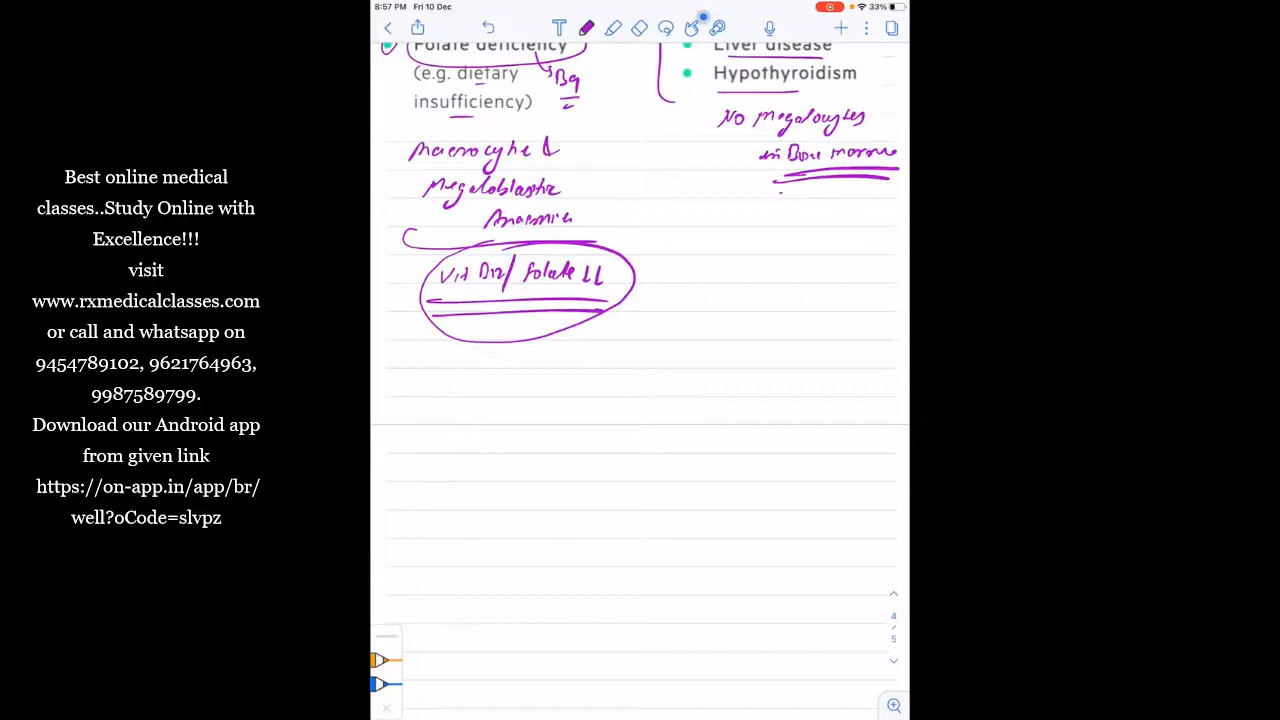 8:57 PM Fri 10 Dec
33%
Folate deficiency
(e.g. dietary
insufficiency)
B9
Macrocytic
Megaloblastic
Anaemia
Vit B12/ Folate ↓↓
Liver disease
Hypothyroidism
No Megalocytes
in Bone marrow
4
5
Best online medical
classes..Study Online with
Excellence!!!
visit
www.rxmedicalclasses.com
or call and whatsapp on
9454789102, 9621764963,
9987589799.
Download our Android app
from given link
https://on-app.in/app/br/
well?oCode=slvpz